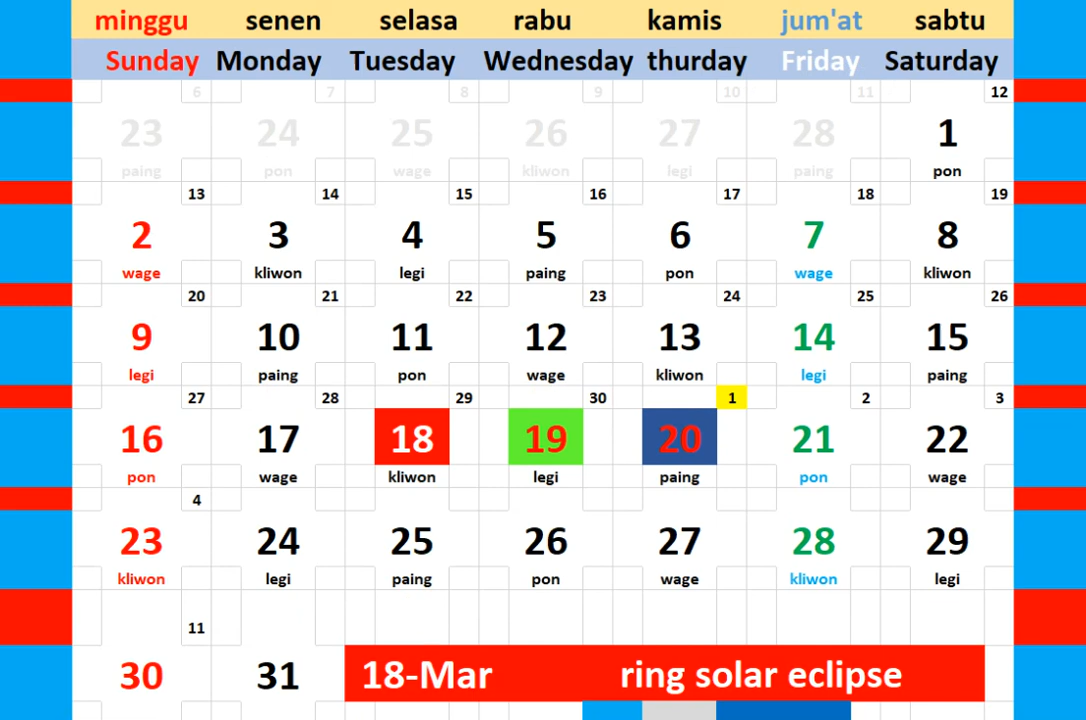 minggu senen selasa rabu kamis jum'at sabtu
Sunday Monday Tuesday Wednesday thurday Friday Saturday
6 7 8 9 10 11 12
23 24 25 26 27 28 1
paing pon wage kliwon legi paing pon
13 14 15 16 17 18 19
2 3 4 5 6 7 8
wage kliwon legi paing pon wage kliwon
20 21 22 23 24 25 26
9 10 11 12 13 14 15
legi paing pon wage kliwon legi paing
27 28 29 30 1 2 3
16 17 18 19 20 21 22
pon wage kliwon legi paing pon wage
4
23 24 25 26 27 28 29
kliwon legi paing pon wage kliwon legi
11
30 31 18-Mar ring solar eclipse